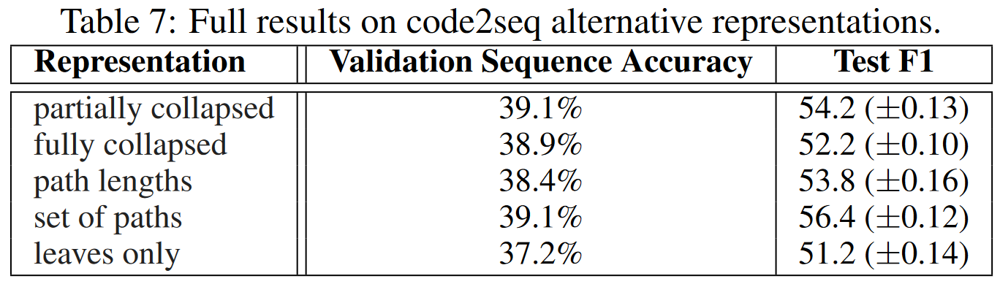 Table 7: Full results on code2seq alternative representations.
Representation Validation Sequence Accuracy Test F1
partially collapsed 39.1% 54.2 (±0.13)
fully collapsed 38.9% 52.2 (±0.10)
path lengths 38.4% 53.8 (±0.16)
set of paths 39.1% 56.4 (±0.12)
leaves only 37.2% 51.2 (±0.14)